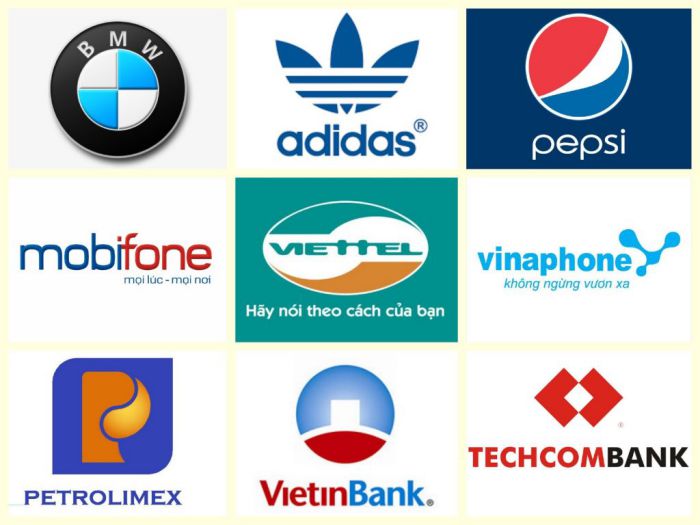 BMW
adidas®
pepsi
mobifone
mọi lúc - mọi nơi
VIETTEL
Hãy nói theo cách của bạn
vinaphone
không ngừng vươn xa
PETROLIMEX
VietinBank®
®
TECHCOMBANK